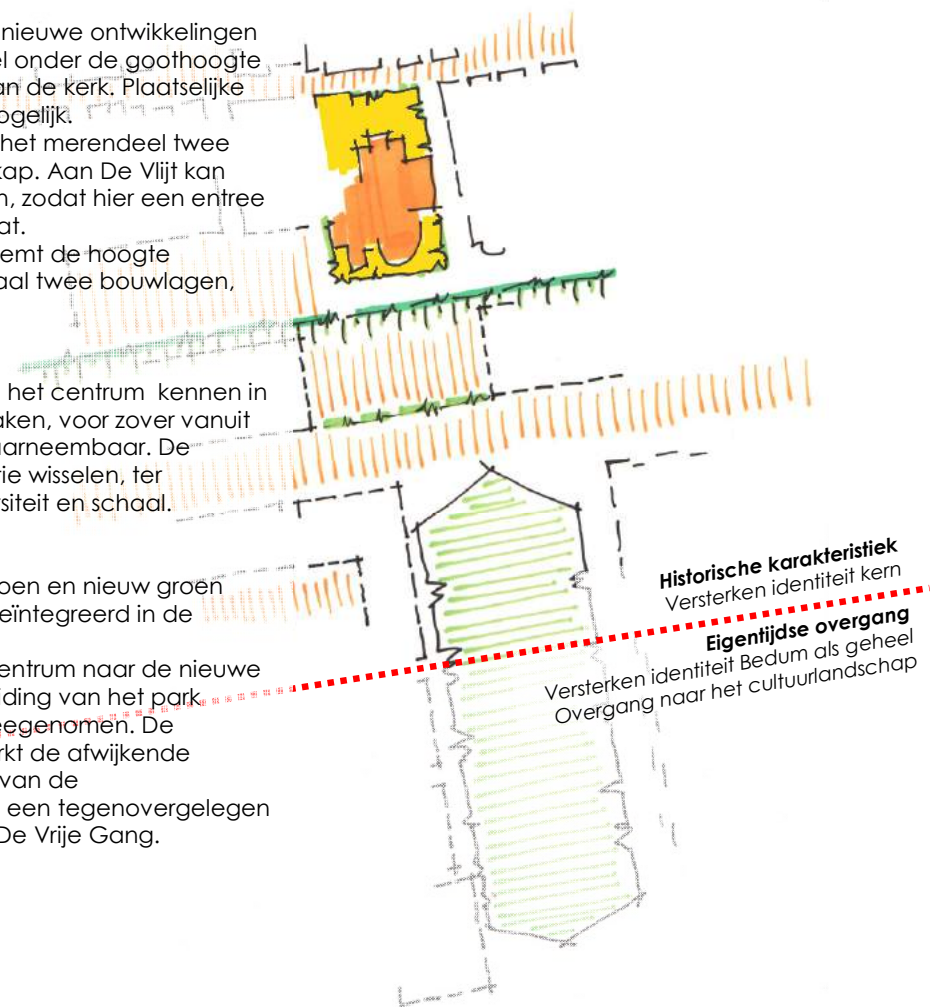 nieuwe ontwikkelingen
el onder de goothoogte
an de kerk. Plaatselijke
ogelijk.
het merendeel twee
kap. Aan De Vlijt kan
n, zodat hier een entree
at.
emt de hoogte
aal twee bouwlagen,
het centrum kennen in
aken, voor zover vanuit
aarneembaar. De
rie wisselen, ter
rsiteit en schaal.
oen en nieuw groen
eïntegreerd in de
entrum naar de nieuwe
iding van het park
eegenomen. De
rkt de afwijkende
van de
een tegenovergelegen
De Vrije Gang.
Historische karakteristiek
Versterken identiteit kern
Eigentijdse overgang
Versterken identiteit Bedum als geheel
Overgang naar het cultuurlandschap